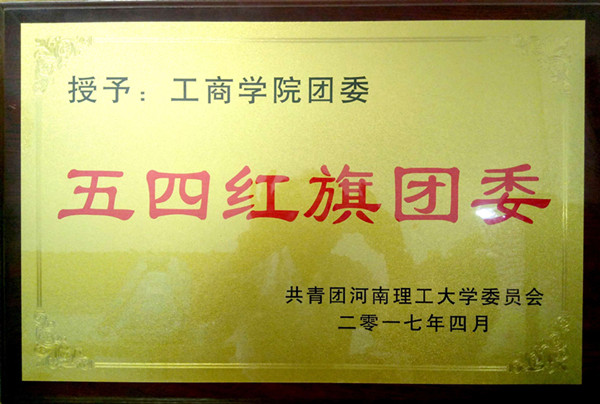 授予：工商学院团委
五四红旗团委
共青团河南理工大学委员会
二零一七年四月